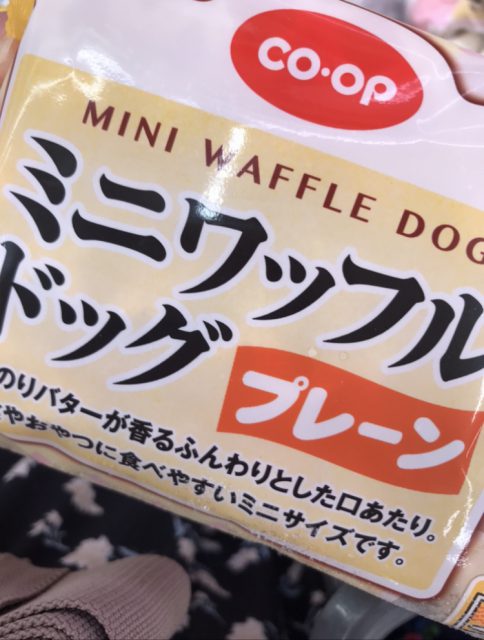 CO·OP
MINI WAFFLE DOG
ミニワッフル
ドッグ
プレーン
のりバターが香るふんわりとした口あたり。
やおやつに食べやすいミニサイズです。